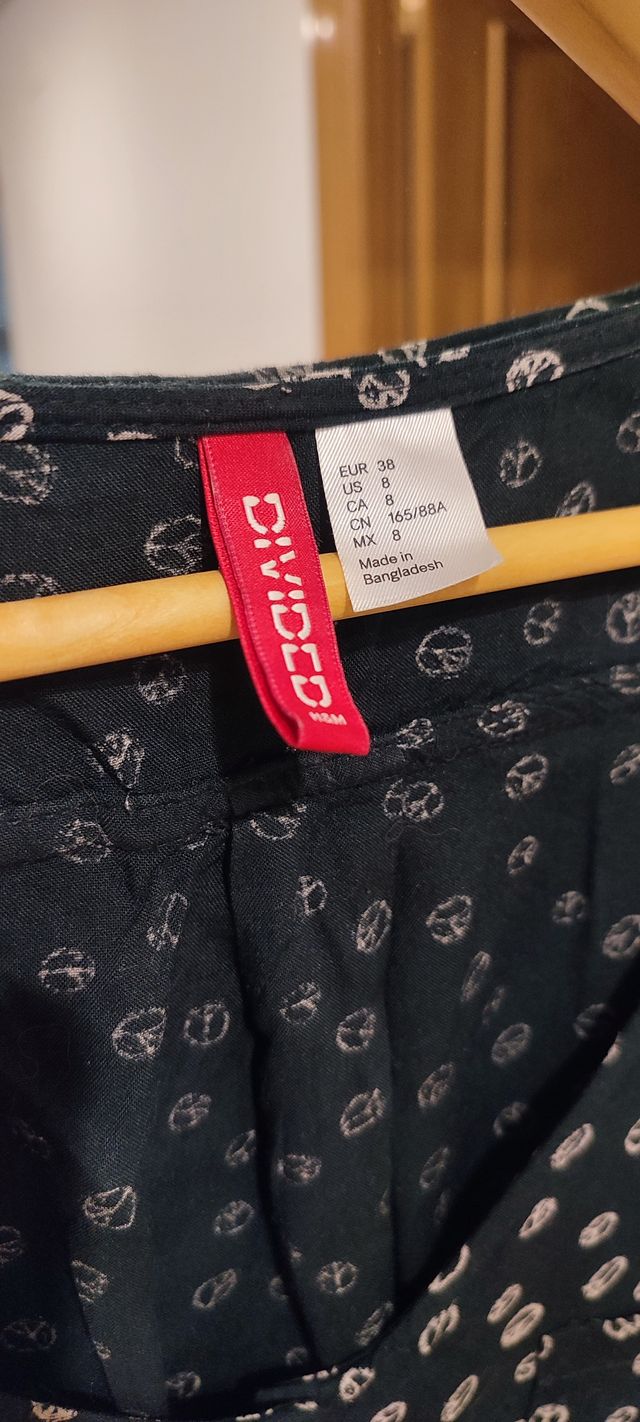 DIVIDED
H&M
EUR 38
US 8
CA 8
CN 165/88A
MX 8
Made in
Bangladesh